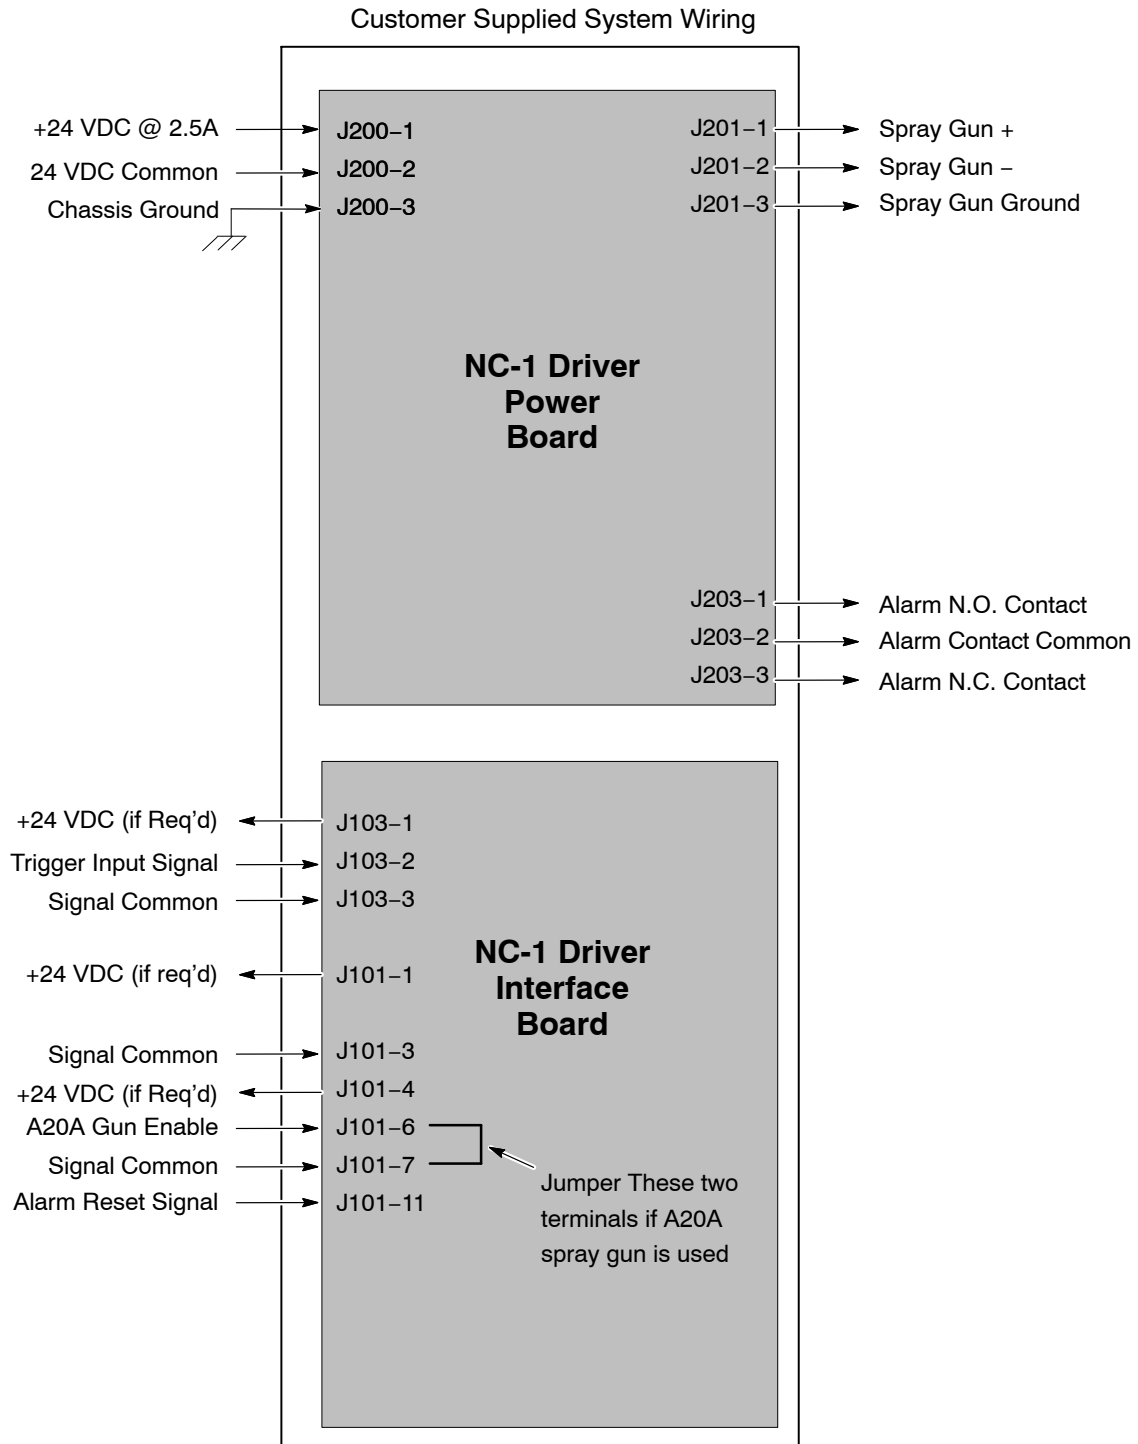 Customer Supplied System Wiring
+24 VDC @ 2.5A
J200−1
J201−1
Spray Gun +
24 VDC Common
J200−2
J201−2
Spray Gun −
Chassis Ground
J200−3
J201−3
Spray Gun Ground
NC-1 Driver
Power
Board
J203−1
Alarm N.O. Contact
J203−2
Alarm Contact Common
J203−3
Alarm N.C. Contact
+24 VDC (if Req’d)
J103−1
Trigger Input Signal
J103−2
Signal Common
J103−3
NC-1 Driver
Interface
Board
+24 VDC (if req’d)
J101−1
Signal Common
J101−3
+24 VDC (if Req’d)
J101−4
A20A Gun Enable
J101−6
Signal Common
J101−7
Alarm Reset Signal
J101−11
Jumper These two
terminals if A20A
spray gun is used